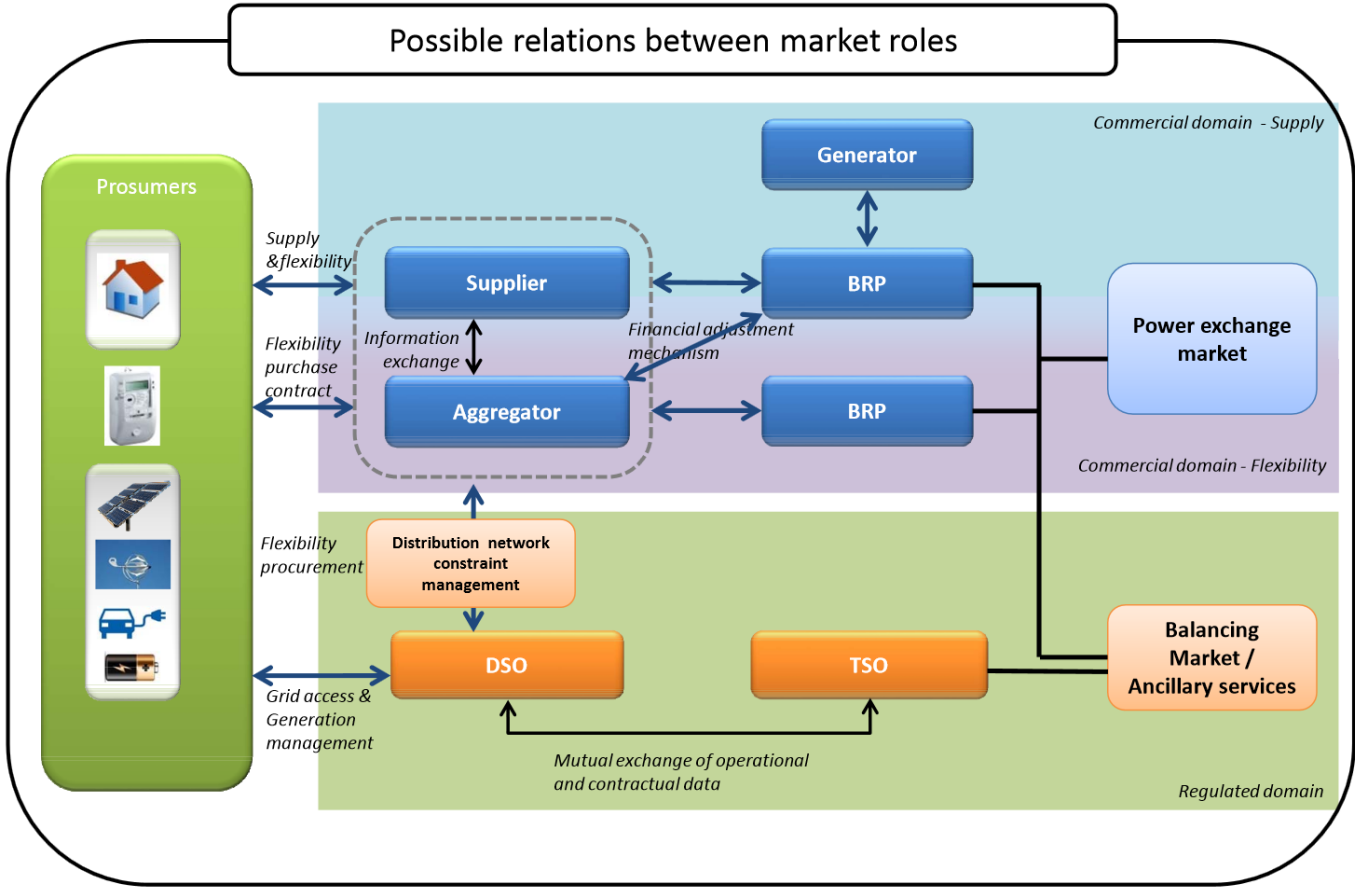 Possible relations between market roles
Commercial domain - Supply
Generator
Prosumers
Supply
&flexibility
Supplier
BRP
Power exchange
market
Information
exchange
Financial adjustment
mechanism
Flexibility
purchase
contract
Aggregator
BRP
Commercial domain - Flexibility
Flexibility
procurement
Distribution network
constraint
management
DSO
TSO
Balancing
Market /
Ancillary services
Grid access &
Generation
management
Mutual exchange of operational
and contractual data
Regulated domain